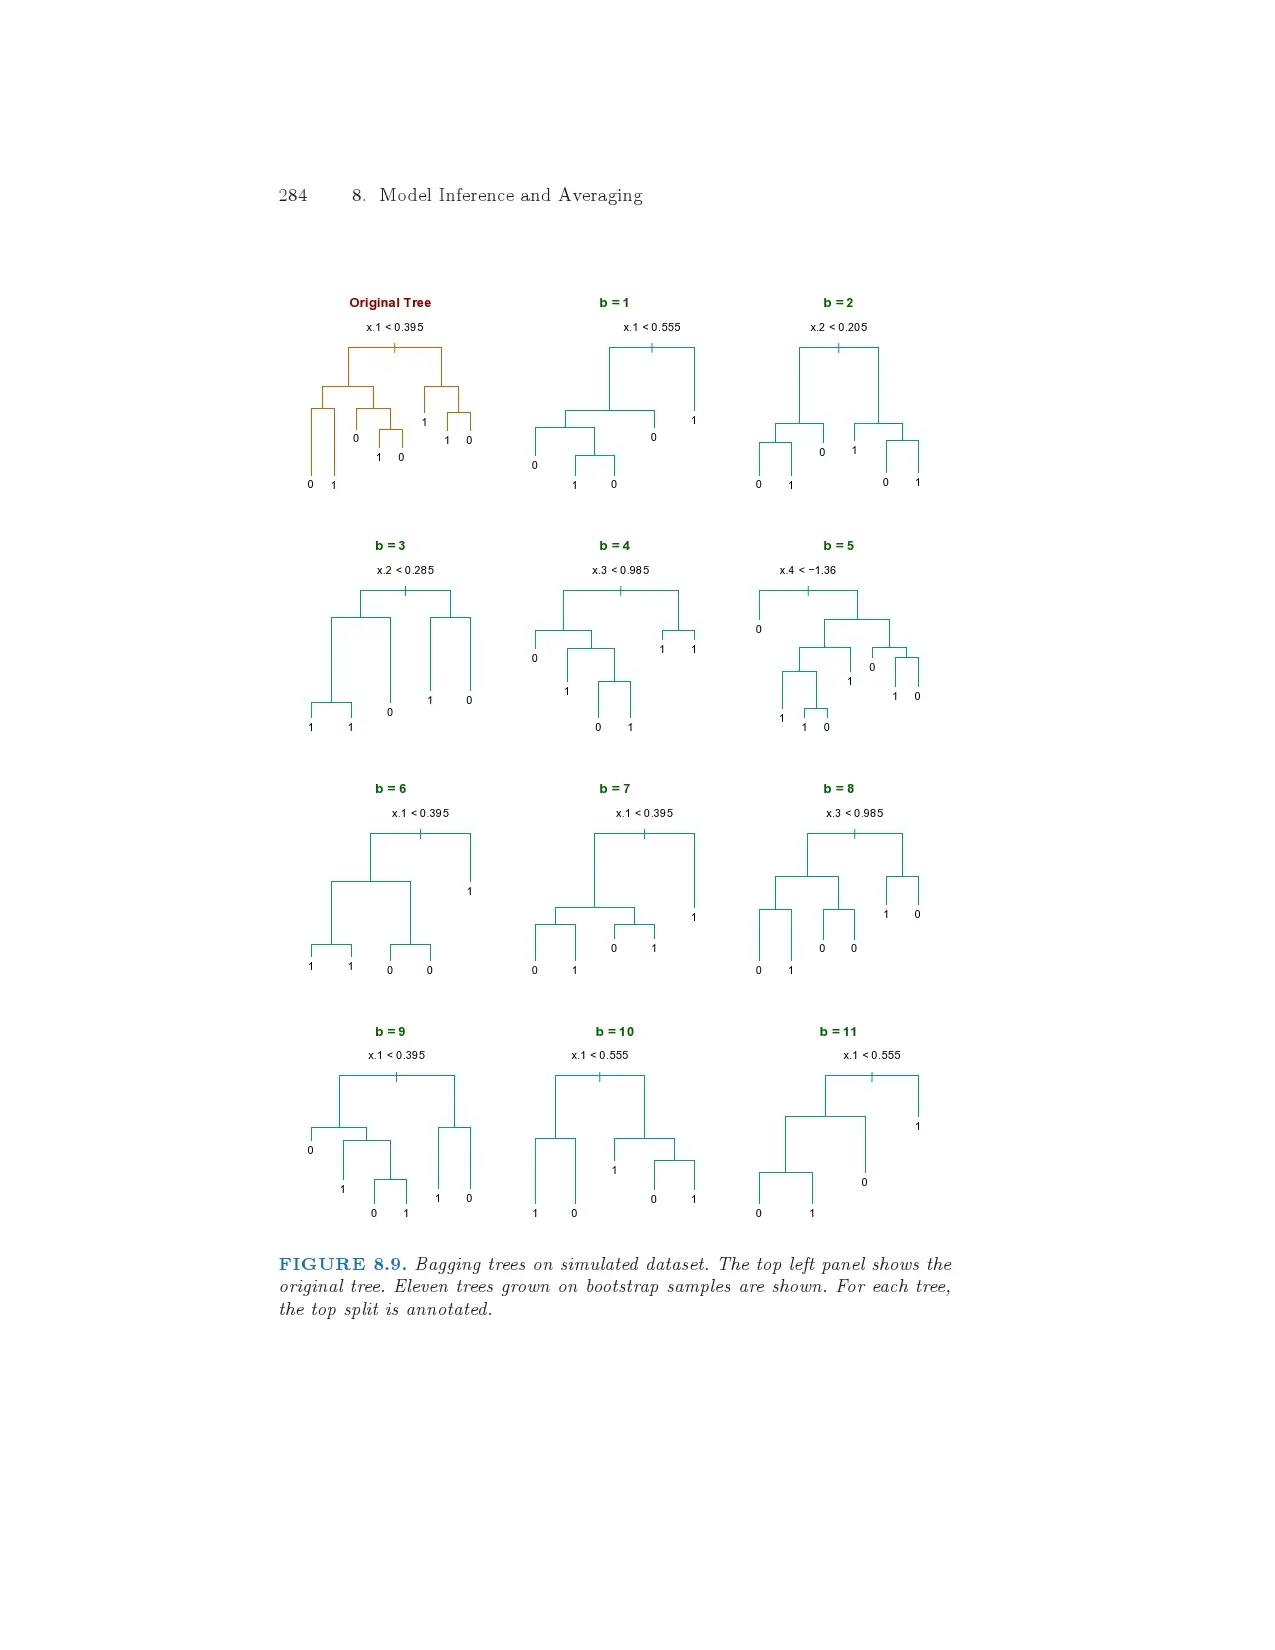 284 8. Model Inference and Averaging
Original Tree
x.1 < 0.395
0 1
0
1 0
1
1 0
b = 1
x.1 < 0.555
0
1 0
0
1
b = 2
x.2 < 0.205
0 1
0
1
0 1
b = 3
x.2 < 0.285
1 1
0
1 0
b = 4
x.3 < 0.985
0
1
0 1
1 1
b = 5
x.4 < −1.36
0
1
1 0
1
0
1 0
b = 6
x.1 < 0.395
1 1 0 0
1
b = 7
x.1 < 0.395
0 1
0 1
1
b = 8
x.3 < 0.985
0 1
0 0
1 0
b = 9
x.1 < 0.395
0
1
0 1
1 0
b = 10
x.1 < 0.555
1 0
1
0 1
b = 11
x.1 < 0.555
0 1
0
1
FIGURE 8.9. Bagging trees on simulated dataset. The top left panel shows the
original tree. Eleven trees grown on bootstrap samples are shown. For each tree,
the top split is annotated.